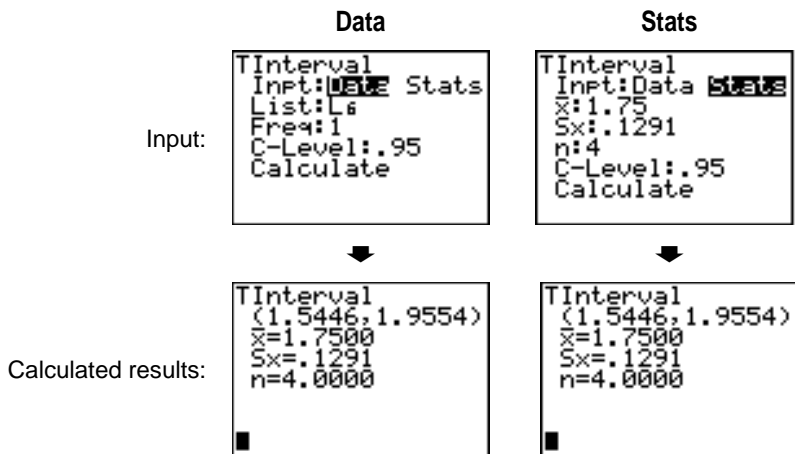 Data
Stats
Input:
TInterval
Inpt:Data Stats
List:L₆
Freq:1
C-Level:.95
Calculate
TInterval
Inpt:Data Stats
x̄:1.75
Sx:.1291
n:4
C-Level:.95
Calculate
Calculated results:
TInterval
(1.5446,1.9554)
x̄=1.7500
Sx=.1291
n=4.0000
TInterval
(1.5446,1.9554)
x̄=1.7500
Sx=.1291
n=4.0000